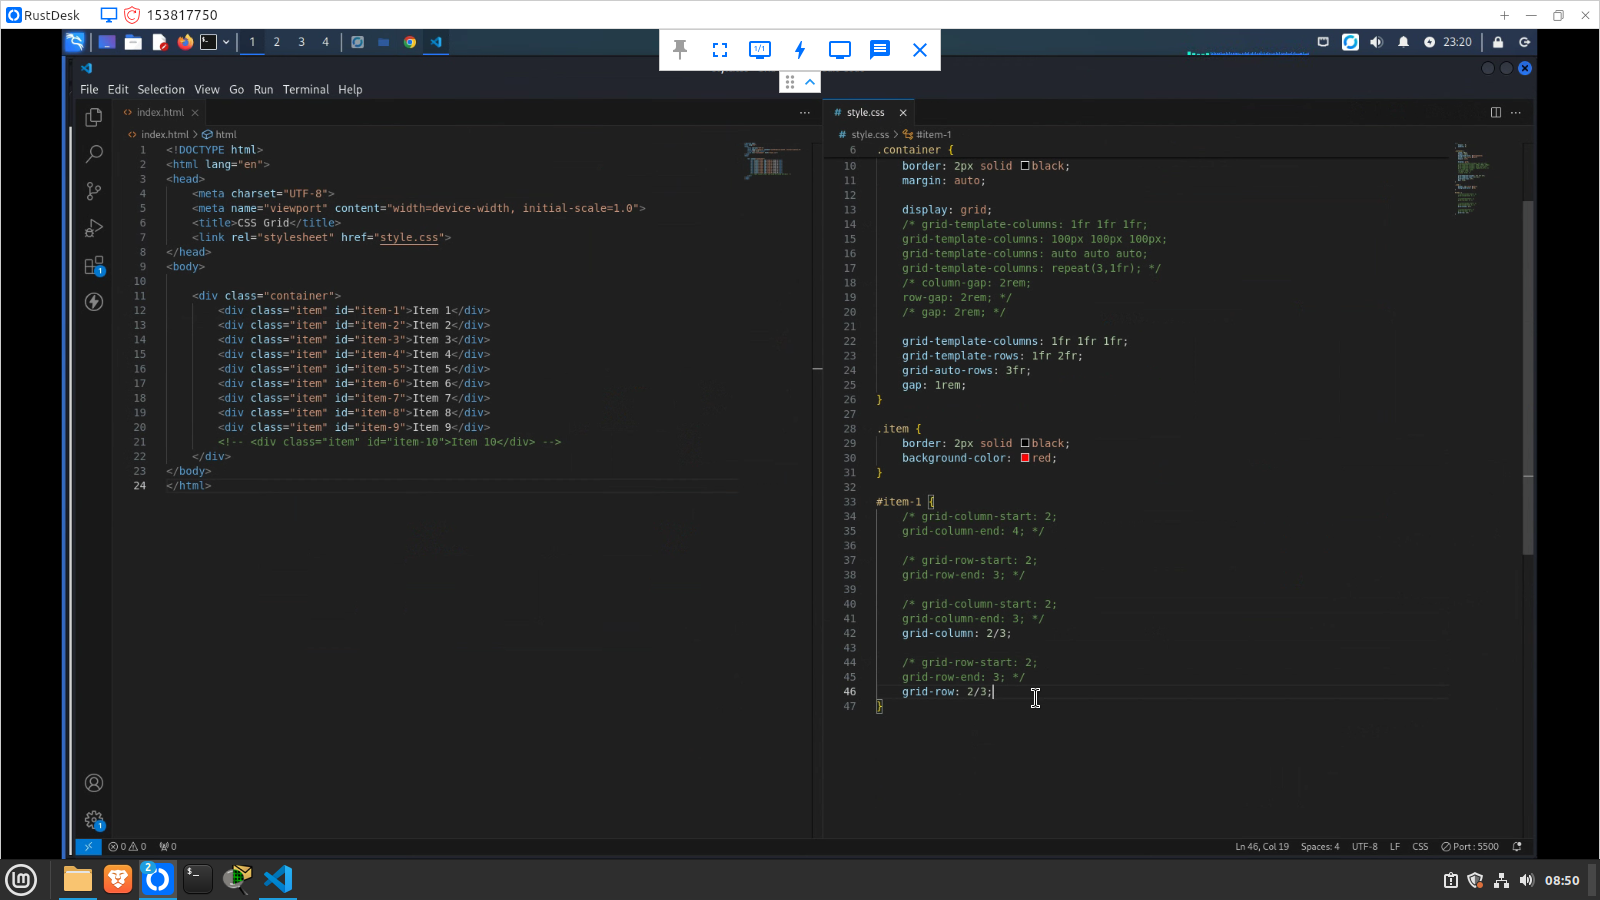 RustDesk
153817750
1
2
3
4
1/1
23:20
File Edit Selection View Go Run Terminal Help
index.html
index.html > html
1 <!DOCTYPE html>
2 <html lang="en">
3 <head>
4 <meta charset="UTF-8">
5 <meta name="viewport" content="width=device-width, initial-scale=1.0">
6 <title>CSS Grid</title>
7 <link rel="stylesheet" href="style.css">
8 </head>
9 <body>
10
11 <div class="container">
12 <div class="item" id="item-1">Item 1</div>
13 <div class="item" id="item-2">Item 2</div>
14 <div class="item" id="item-3">Item 3</div>
15 <div class="item" id="item-4">Item 4</div>
16 <div class="item" id="item-5">Item 5</div>
17 <div class="item" id="item-6">Item 6</div>
18 <div class="item" id="item-7">Item 7</div>
19 <div class="item" id="item-8">Item 8</div>
20 <div class="item" id="item-9">Item 9</div>
21 <!-- <div class="item" id="item-10">Item 10</div> -->
22 </div>
23 </body>
24 </html>
# style.css
# style.css > #item-1
6 .container {
10 border: 2px solid black;
11 margin: auto;
12
13 display: grid;
14 /* grid-template-columns: 1fr 1fr 1fr;
15 grid-template-columns: 100px 100px 100px;
16 grid-template-columns: auto auto auto;
17 grid-template-columns: repeat(3,1fr); */
18 /* column-gap: 2rem;
19 row-gap: 2rem; */
20 /* gap: 2rem; */
21
22 grid-template-columns: 1fr 1fr 1fr;
23 grid-template-rows: 1fr 2fr;
24 grid-auto-rows: 3fr;
25 gap: 1rem;
26 }
27
28 .item {
29 border: 2px solid black;
30 background-color: red;
31 }
32
33 #item-1 {
34 /* grid-column-start: 2;
35 grid-column-end: 4; */
36
37 /* grid-row-start: 2;
38 grid-row-end: 3; */
39
40 /* grid-column-start: 2;
41 grid-column-end: 3; */
42 grid-column: 2/3;
43
44 /* grid-row-start: 2;
45 grid-row-end: 3; */
46 grid-row: 2/3;
47 }
1
1
0 0 0
Ln 46, Col 19 Spaces: 4 UTF-8 LF CSS Port : 5500
2
08:50